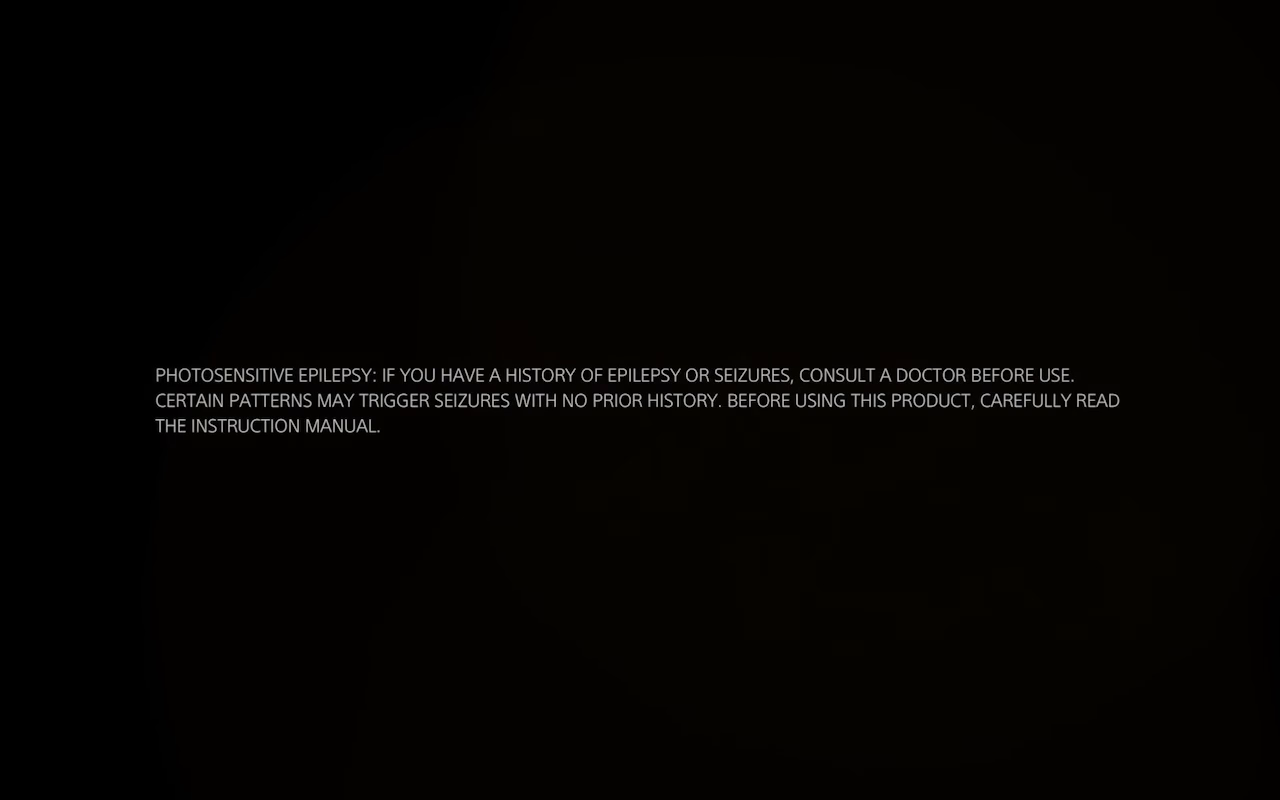 PHOTOSENSITIVE EPILEPSY: IF YOU HAVE A HISTORY OF EPILEPSY OR SEIZURES, CONSULT A DOCTOR BEFORE USE.
CERTAIN PATTERNS MAY TRIGGER SEIZURES WITH NO PRIOR HISTORY. BEFORE USING THIS PRODUCT, CAREFULLY READ
THE INSTRUCTION MANUAL.